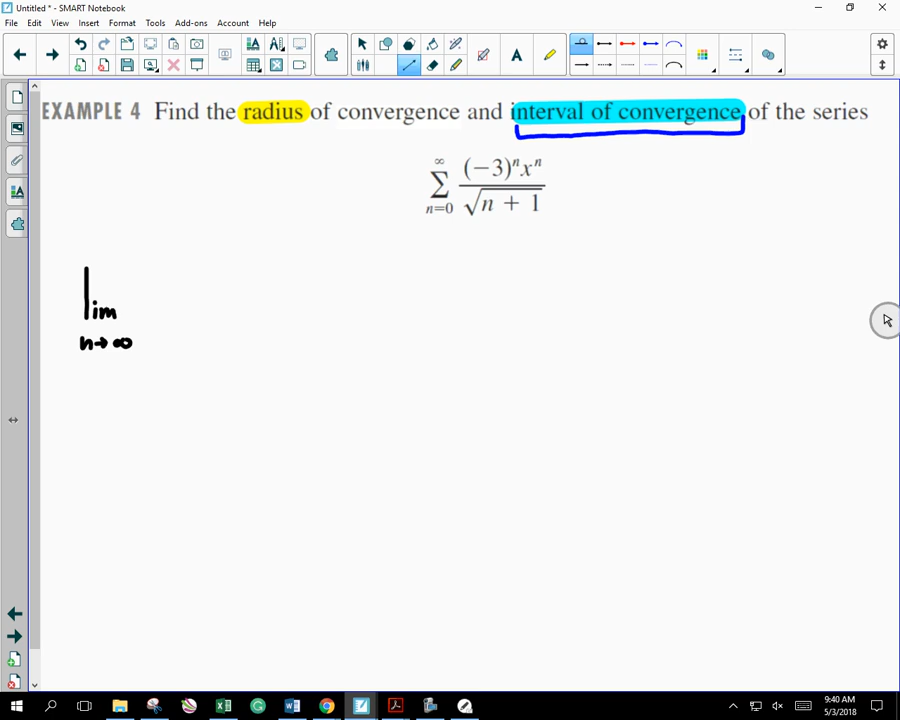 Untitled * - SMART Notebook
File Edit View Insert Format Tools Add-ons Account Help
EXAMPLE 4 Find the radius of convergence and interval of convergence of the series
∞
∑ (−3)ⁿxⁿ / √n + 1
n=0
lim
n→∞
9:40 AM
5/3/2018